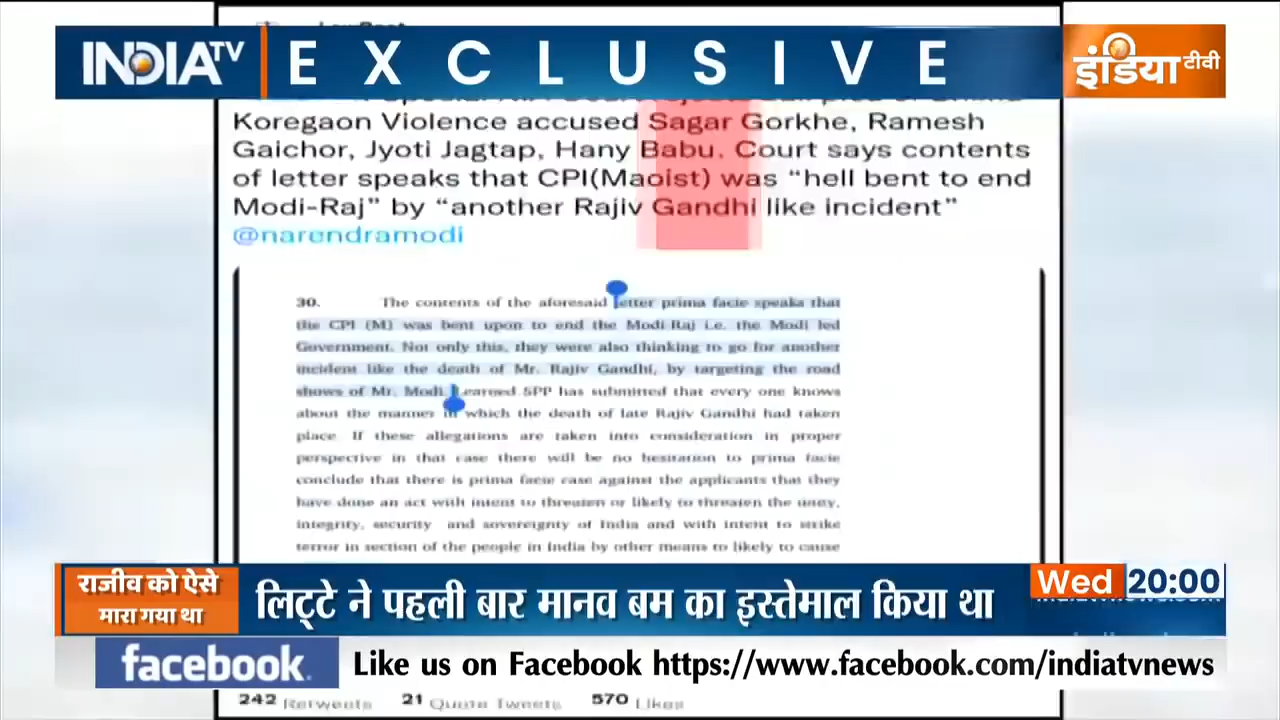 INDIA TV
EXCLUSIVE
इंडिया टीवी
Koregaon Violence accused Sagar Gorkhe, Ramesh
Gaichor, Jyoti Jagtap, Hany Babu. Court says contents
of letter speaks that CPI(Maoist) was “hell bent to end
Modi-Raj” by “another Rajiv Gandhi like incident”
@narendramodi
30. The contents of the aforesaid letter prima facie speaks that
the CPI (M) was bent upon to end the Modi Raj i.e. the Modi led
Government. Not only this, they were also thinking to go for another
incident like the death of Mr. Rajiv Gandhi, by targeting the road
shows of Mr. Modi. Learned SPP has submitted that every one knows
about the manner in which the death of late Rajiv Gandhi had taken
place. If these allegations are taken into consideration in proper
perspective in that case there will be no hesitation to prima facie
conclude that there is prima facie case against the applicants that they
have done an act with intent to threaten or likely to threaten the unity,
integrity, security and sovereignty of India and with intent to strike
terror in section of the people in India by other means to likely to cause
राजीव को ऐसे
मारा गया था
लिट्टे ने पहली बार मानव बम का इस्तेमाल किया था
Wed 20:00
facebook
Like us on Facebook https://www.facebook.com/indiatvnews
242 Retweets 21 Quote Tweets 570 Likes